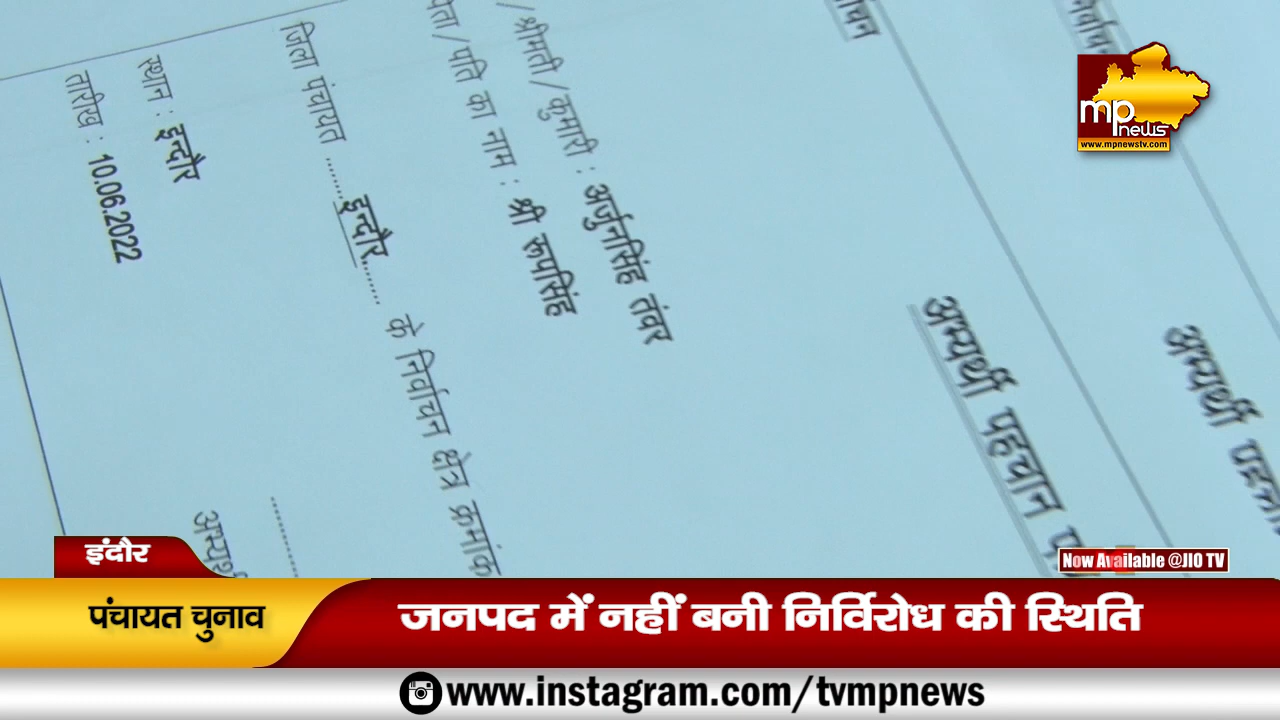 निर्वाचन
अभ्यर्थी
अभ्यर्थी पहचान
/ श्रीमती / कुमारी : अर्जुनसिंह तंवर
पिता / पति का नाम : श्री रूपसिंह
जिला पंचायत ......... इन्दौर ....... के निर्वाचन क्षेत्र क्रमांक
स्थान : इन्दौर
तारीख : 10.06.2022
mp news
www.mpnewstv.com
Now Available @JIO TV
इंदौर
पंचायत चुनाव
जनपद में नहीं बनी निर्विरोध की स्थिति
www.instagram.com/tvmpnews